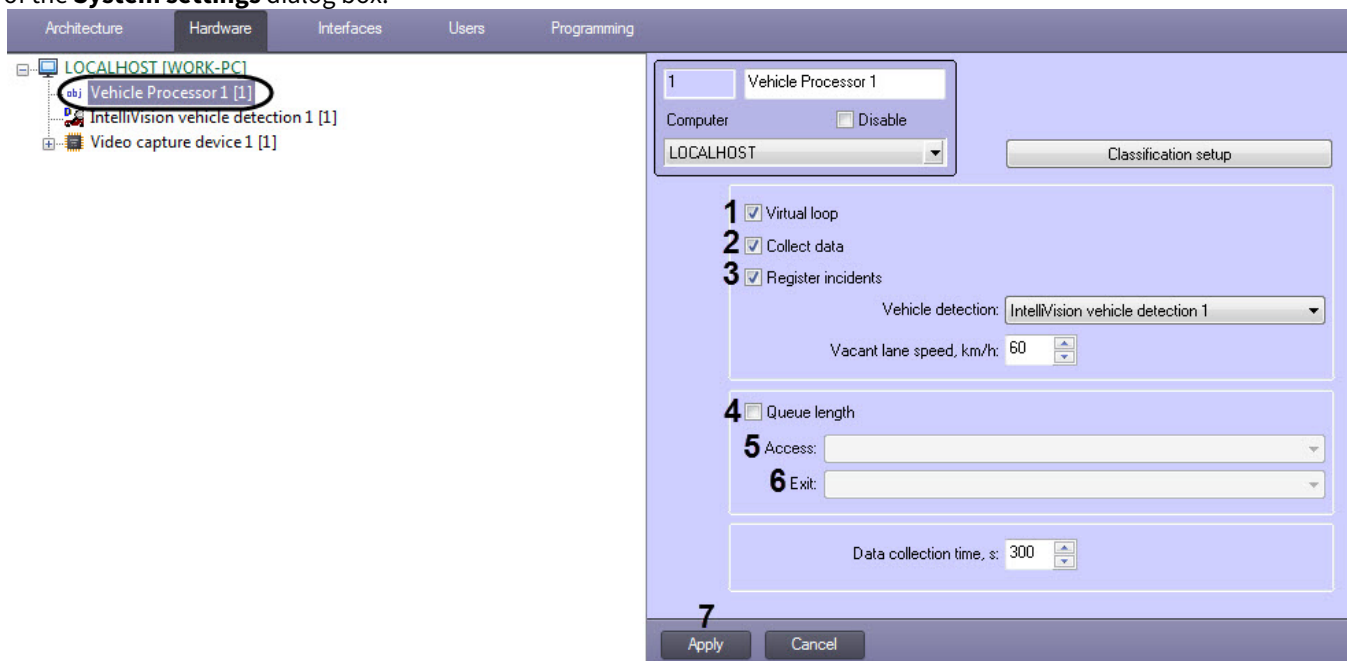 of the System settings dialog box.
Architecture Hardware Interfaces Users Programming
LOCALHOST [WORK-PC]
obj Vehicle Processor 1 [1]
IntelliVision vehicle detection 1 [1]
Video capture device 1 [1]
1 Vehicle Processor 1
Computer Disable
LOCALHOST
Classification setup
1 Virtual loop
2 Collect data
3 Register incidents
Vehicle detection: IntelliVision vehicle detection 1
Vacant lane speed, km/h: 60
4 Queue length
5 Access:
6 Exit:
Data collection time, s: 300
7
Apply Cancel